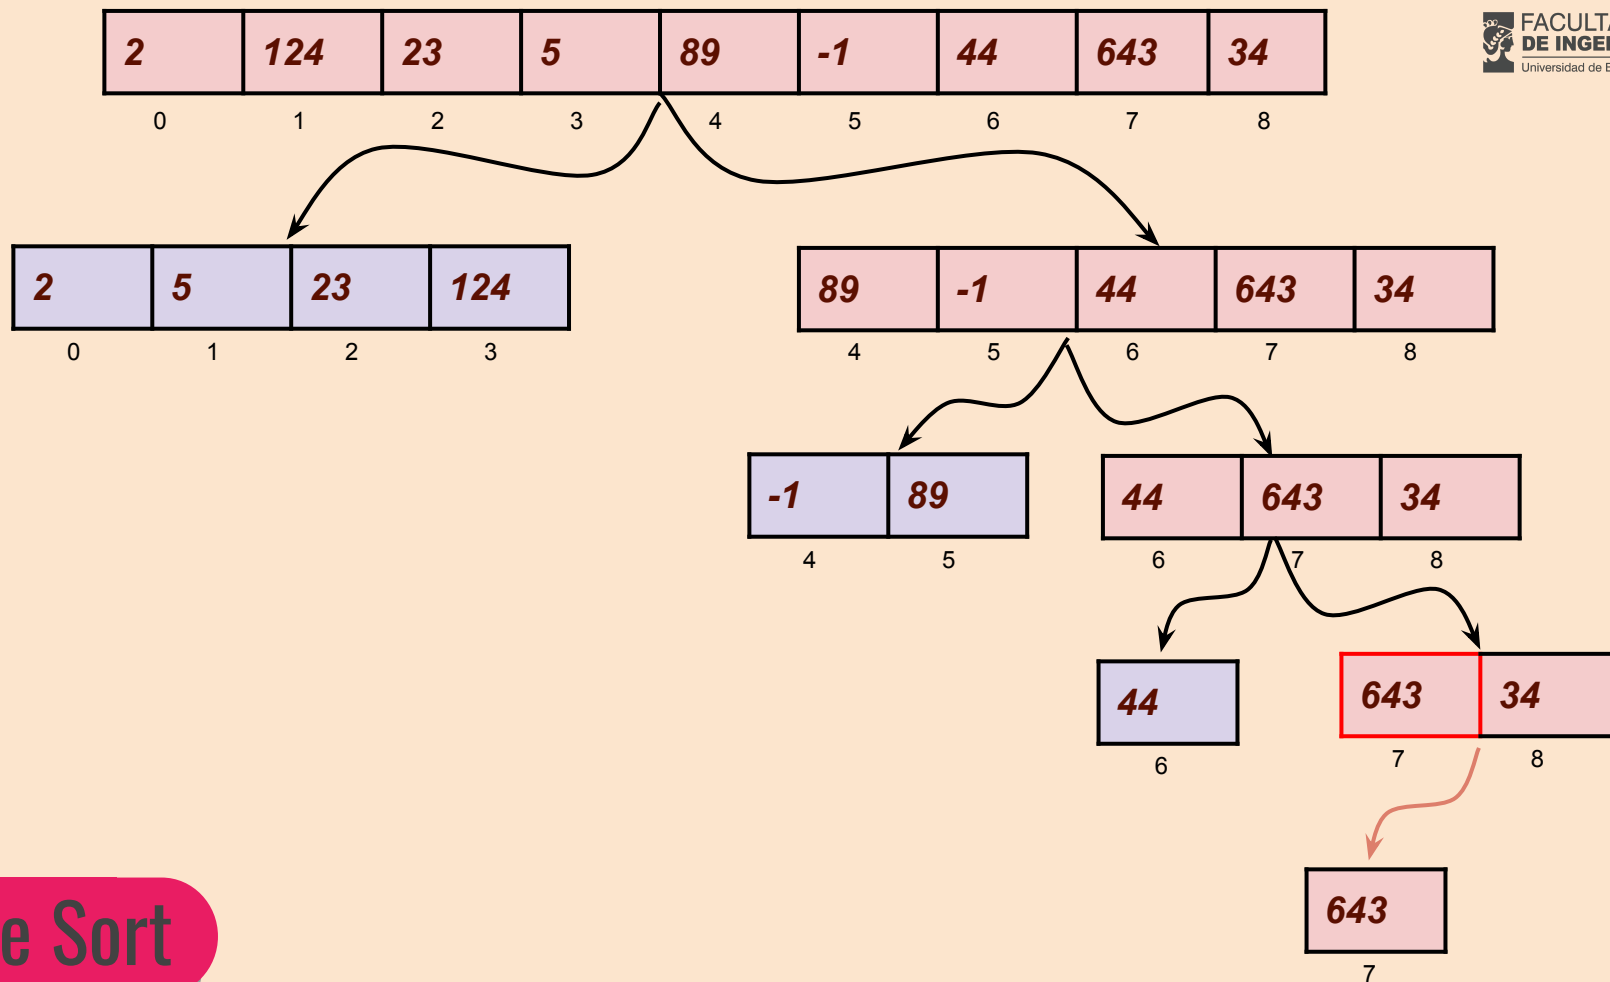 2 124 23 5 89 -1 44 643 34
0 1 2 3 4 5 6 7 8
FACULTA
DE INGEN
Universidad de B
2 5 23 124
0 1 2 3
89 -1 44 643 34
4 5 6 7 8
-1 89
4 5
44 643 34
6 7 8
44
6
643 34
7 8
643
7
e Sort